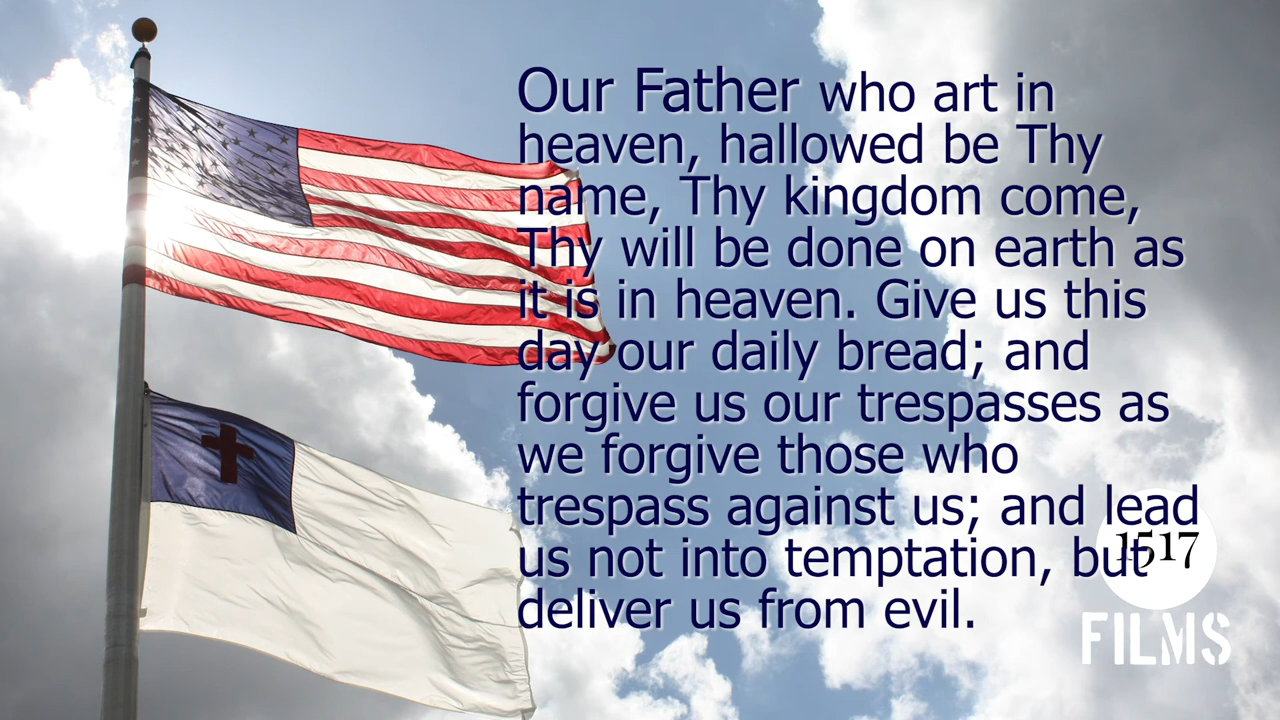 Our Father who art in
heaven, hallowed be Thy
name, Thy kingdom come,
Thy will be done on earth as
it is in heaven. Give us this
day our daily bread; and
forgive us our trespasses as
we forgive those who
trespass against us; and lead
us not into temptation, but
deliver us from evil.
1517
FILMS